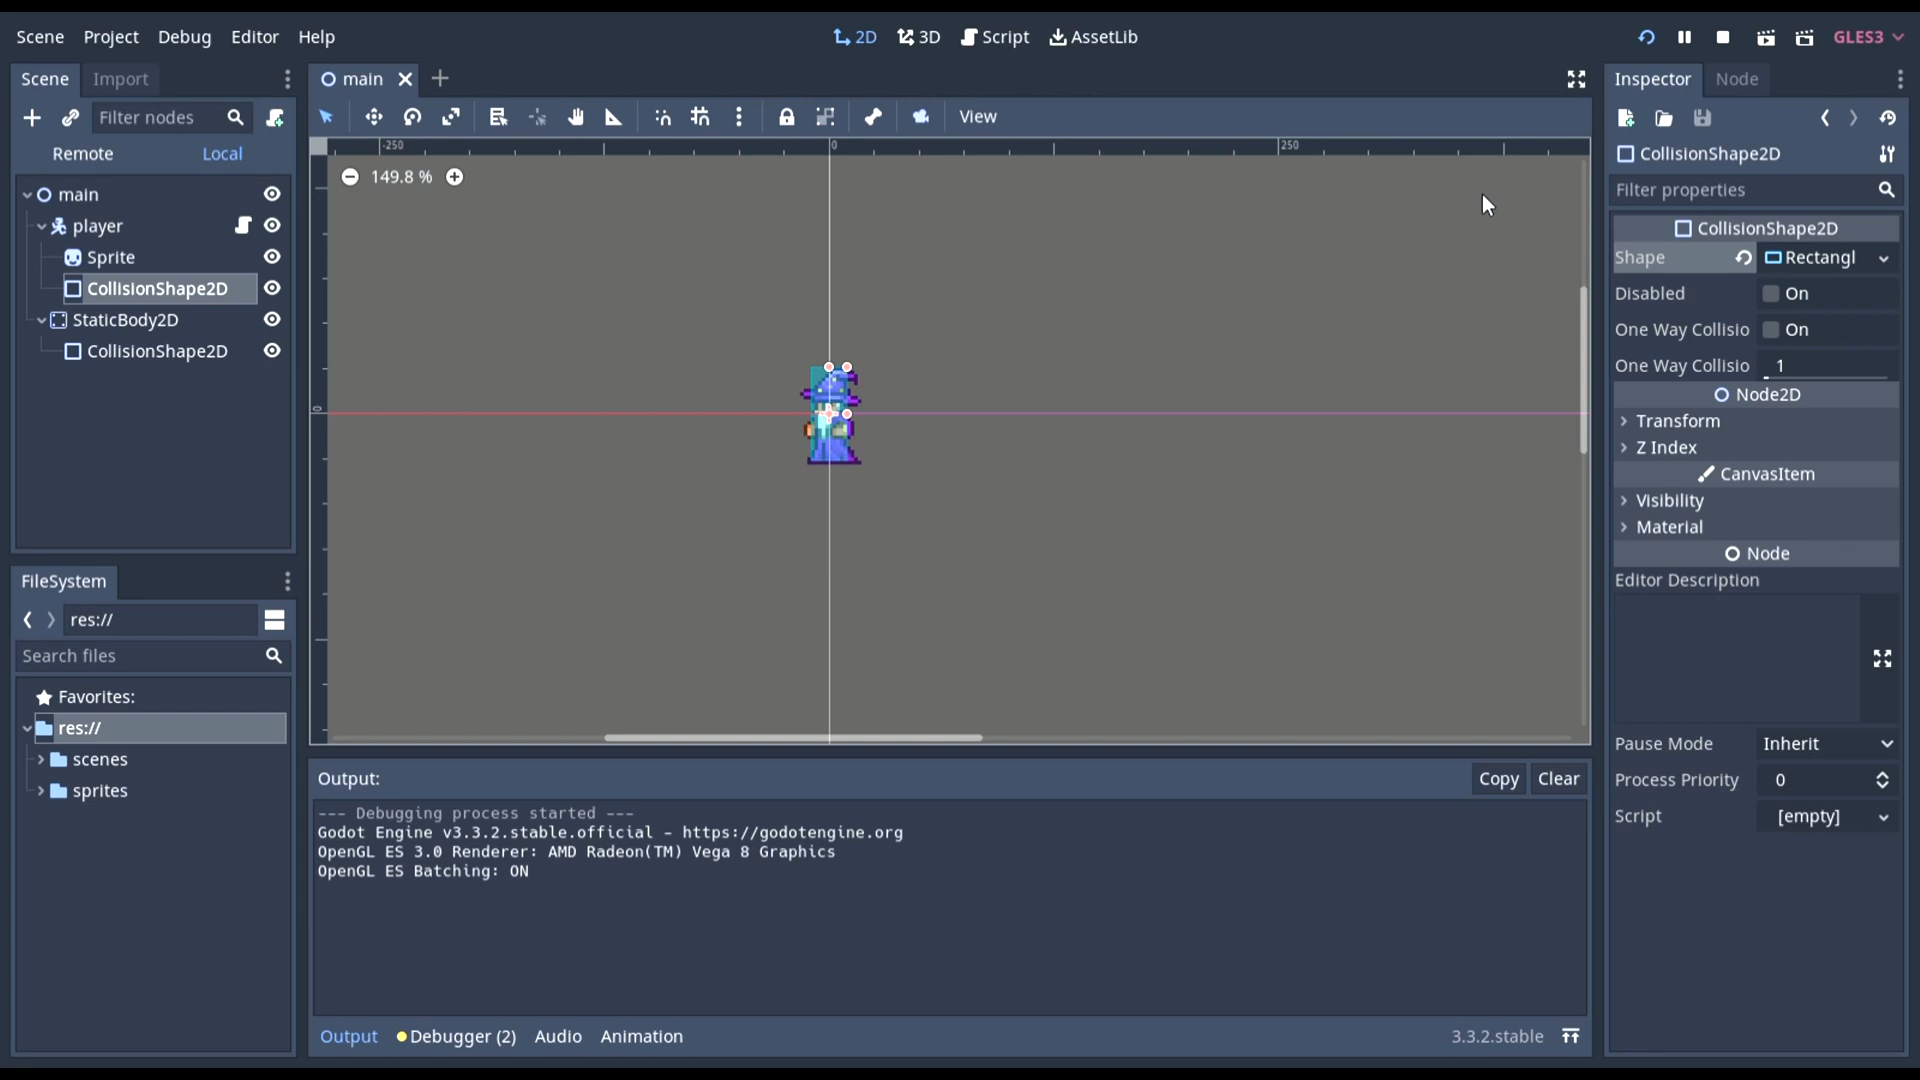 Scene Project Debug Editor Help
2D 3D Script AssetLib
GLES3
Scene Import
Filter nodes
Remote Local
main
player
Sprite
CollisionShape2D
StaticBody2D
CollisionShape2D
FileSystem
res://
Search files
Favorites:
res://
scenes
sprites
main
View
-250 0 250
0
149.8 %
Output:
Copy Clear
--- Debugging process started ---
Godot Engine v3.3.2.stable.official - https://godotengine.org
OpenGL ES 3.0 Renderer: AMD Radeon(TM) Vega 8 Graphics
OpenGL ES Batching: ON
Output Debugger (2) Audio Animation
3.3.2.stable
Inspector Node
CollisionShape2D
Filter properties
CollisionShape2D
Shape Rectangl
Disabled On
One Way Collisio On
One Way Collisio 1
Node2D
Transform
Z Index
CanvasItem
Visibility
Material
Node
Editor Description
Pause Mode Inherit
Process Priority 0
Script [empty]